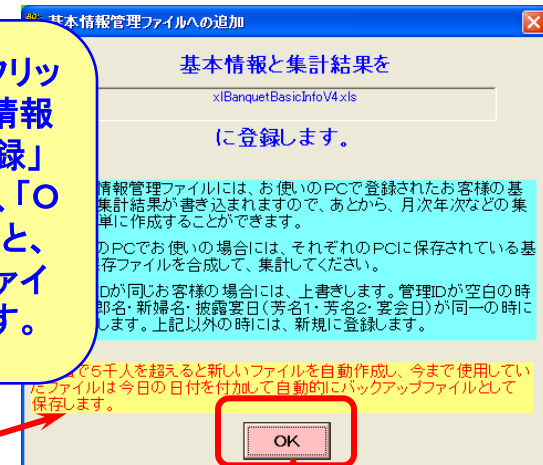 基本情報管理ファイルへの追加
基本情報と集計結果を
xlBanquetBasicInfoV4.xls
に登録します。
クリッ
情報
録」
、「O
と、
ァイ
す。
情報管理ファイルには、お使いのPCで登録されたお客様の基
集計結果が書き込まれますので、あとから、月次年次などの集
単に作成することができます。
のPCでお使いの場合には、それぞれのPCに保存されている基
存ファイルを合成して、集計してください。
IDが同じお客様の場合には、上書きします。管理IDが空白の時
郎名・新婦名・披露宴日(芳名1・芳名2・宴会日)が同一の時に
します。上記以外の時には、新規に登録します。
で5千人を超えると新しいファイルを自動作成し、今まで使用してい
たファイルは今日の日付を付加して自動的にバックアップファイルとして
保存します。
OK